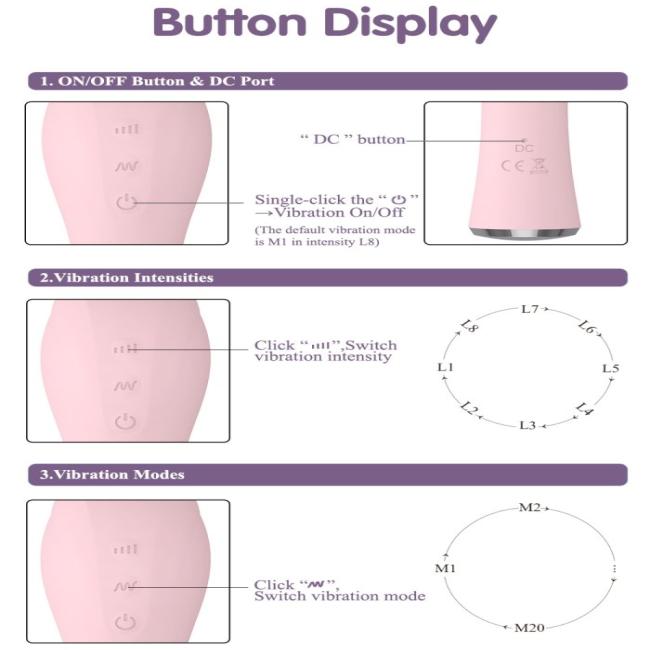 Button Display
1. ON/OFF Button & DC Port
“ DC ” button
DC
CE
Single-click the “ ⏻ ”
→Vibration On/Off
(The default vibration mode
is M1 in intensity L8)
2.Vibration Intensities
Click “ıııı”,Switch
vibration intensity
L7
L8
L6
L1
L5
L2
L4
L3
3.Vibration Modes
M2
M1
⋮
Click “ʍ”,
Switch vibration mode
M20